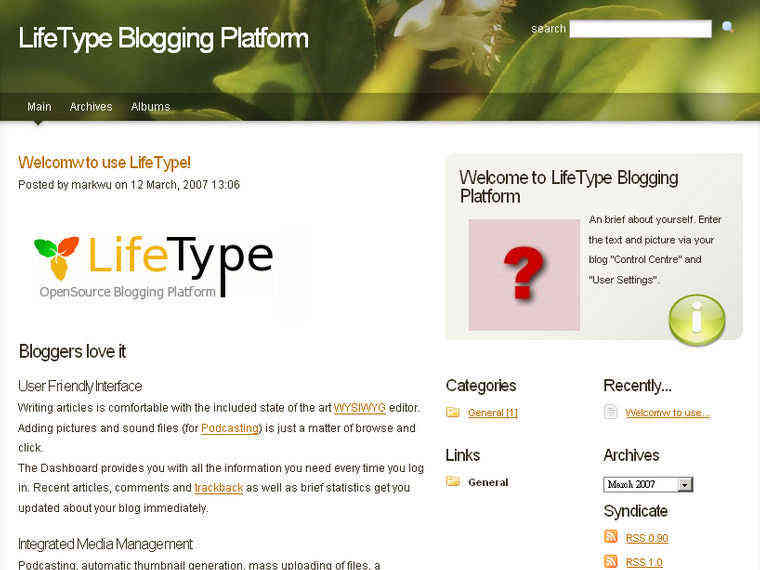 LifeType Blogging Platform
search
Main Archives Albums
Welcomw to use LifeType!
Posted by markwu on 12 March, 2007 13:06
LifeType
OpenSource Blogging Platform
Bloggers love it
User Friendly Interface
Writing articles is comfortable with the included state of the art WYSIWYG editor.
Adding pictures and sound files (for Podcasting) is just a matter of browse and
click.
The Dashboard provides you with all the information you need every time you log
in. Recent articles, comments and trackback as well as brief statistics get you
updated about your blog immediately.
Integrated Media Management
Podcasting, automatic thumbnail generation, mass uploading of files, a
Welcome to LifeType Blogging
Platform
?
An brief about yourself. Enter
the text and picture via your
blog "Control Centre" and
"User Settings".
i
Categories
General [1]
Links
General
Recently...
Welcomw to use...
Archives
March 2007
Syndicate
RSS 0.90
RSS 1.0